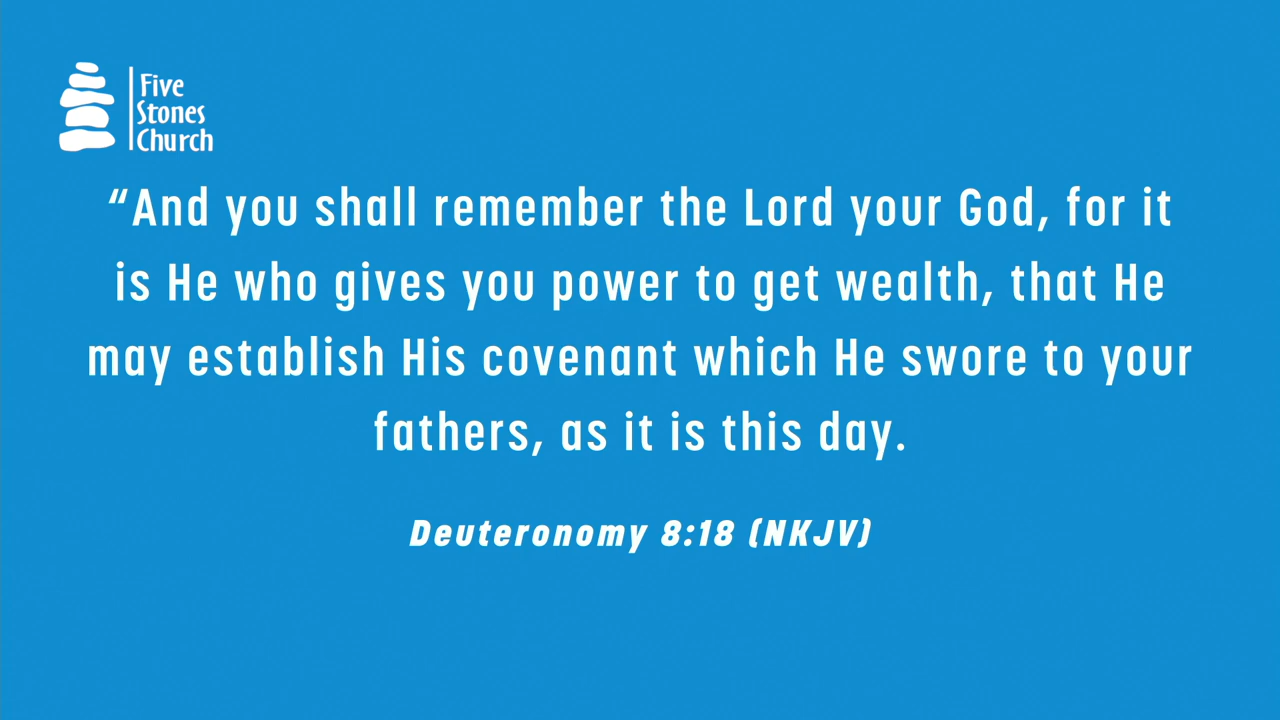 Five
Stones
Church
“And you shall remember the Lord your God, for it
is He who gives you power to get wealth, that He
may establish His covenant which He swore to your
fathers, as it is this day.
Deuteronomy 8:18 (NKJV)